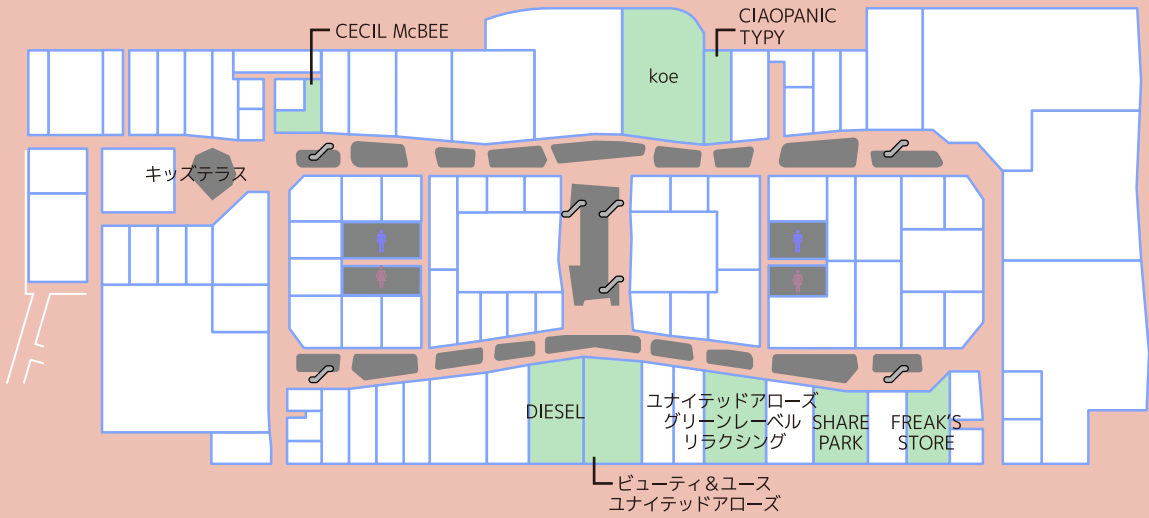 CECIL McBEE
CIAOPANIC
TYPY
koe
キッズテラス
DIESEL
ユナイテッドアローズ
グリーンレーベル
リラクシング
SHARE
PARK
FREAK'S
STORE
ビューティ&ユース
ユナイテッドアローズ